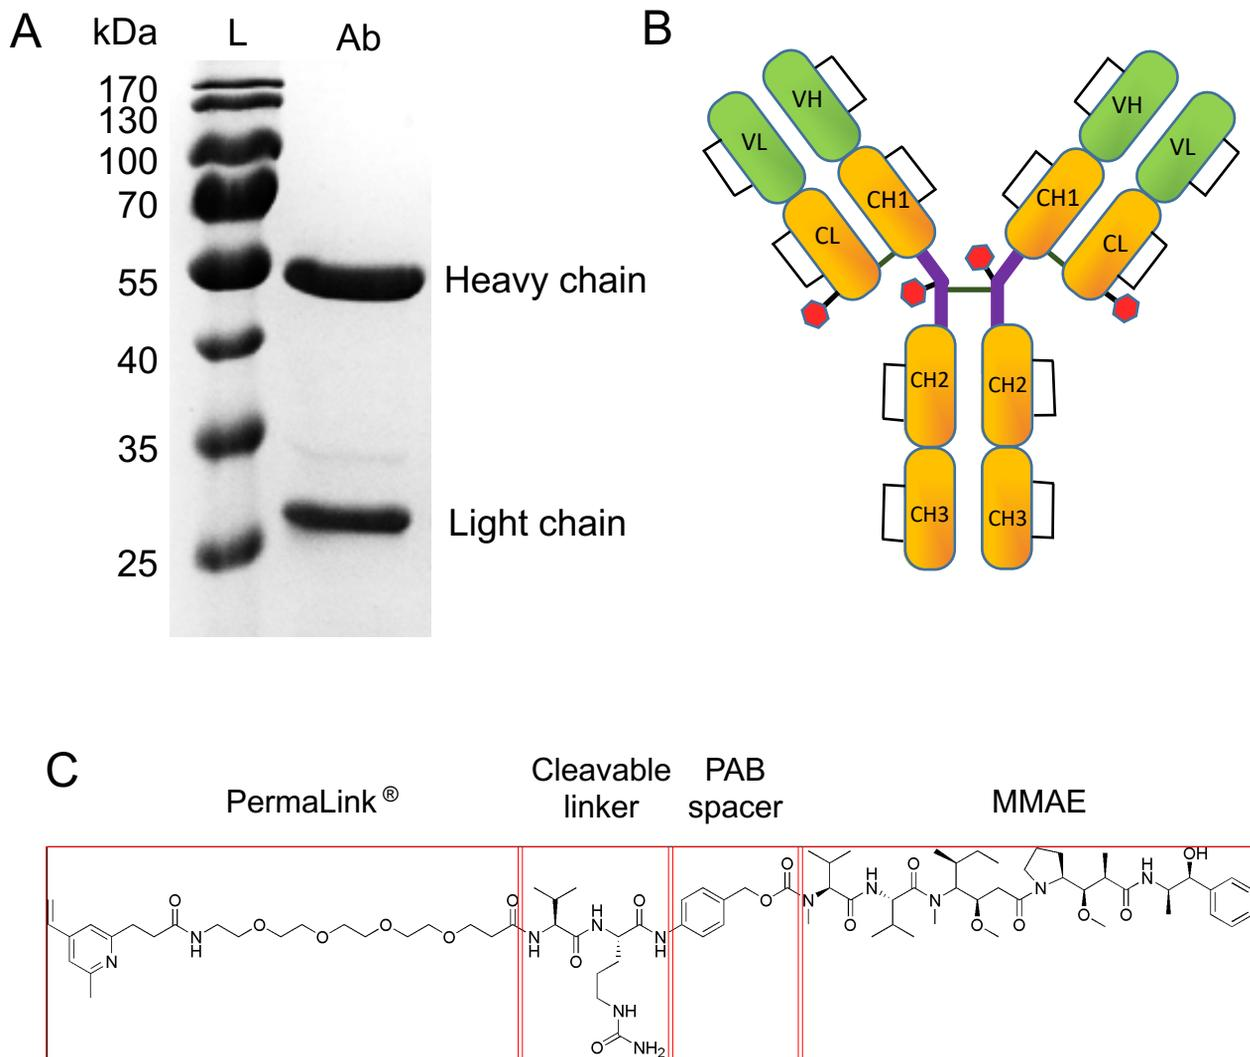 A
kDa
L
Ab
170
130
100
70
55
40
35
25
Heavy chain
Light chain
B
VH
VL
CH1
CL
VH
VL
CH1
CL
CH2
CH2
CH3
CH3
C
PermaLink ®
Cleavable
linker
PAB
spacer
MMAE
N
O
N
H
O
O
O
O
O
N
H
O
H
N
O
N
H
NH
O
NH2
O
O
N
O
H
N
O
N
O
O
N
O
O
H
N
OH